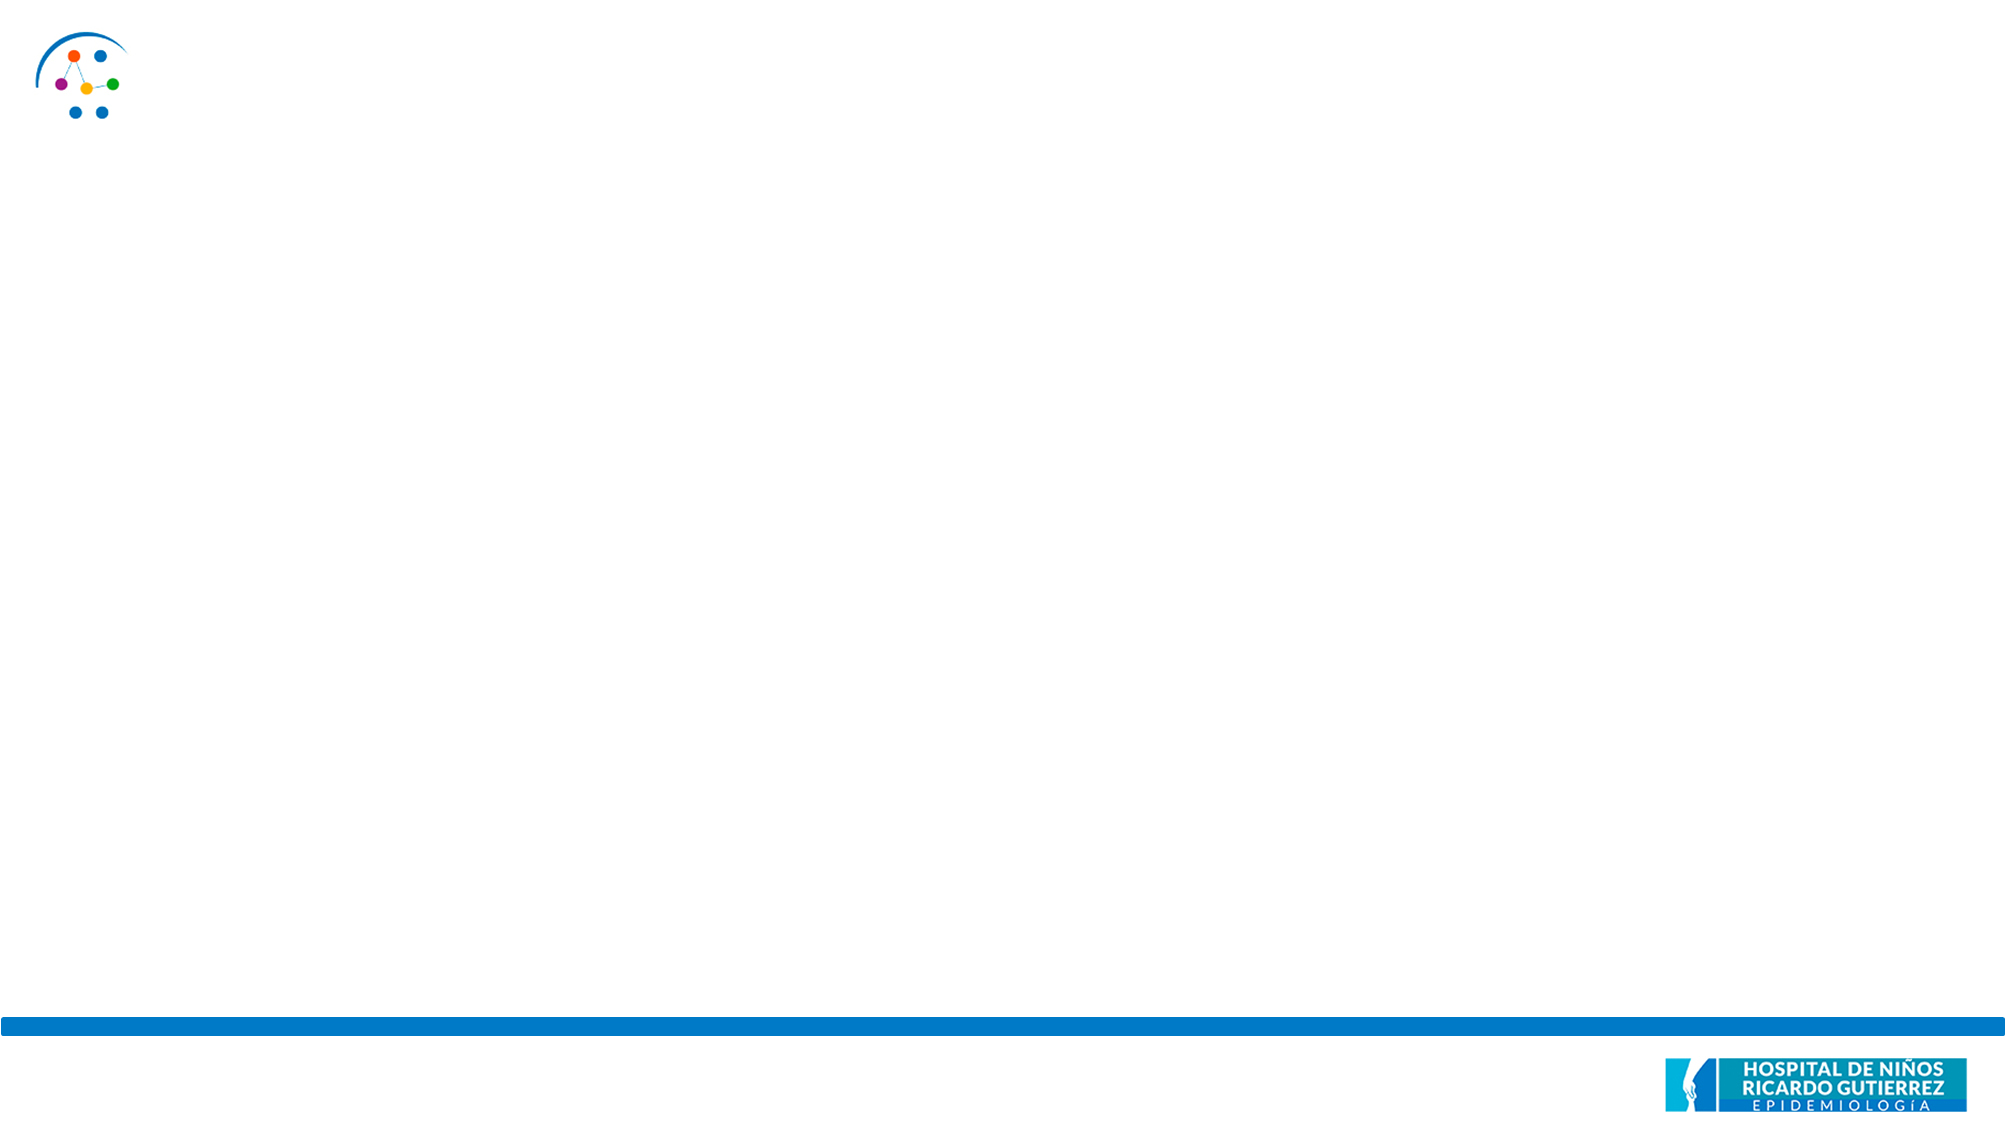 HOSPITAL DE NIÑOS
RICARDO GUTIERREZ
EPIDEMIOLOGíA